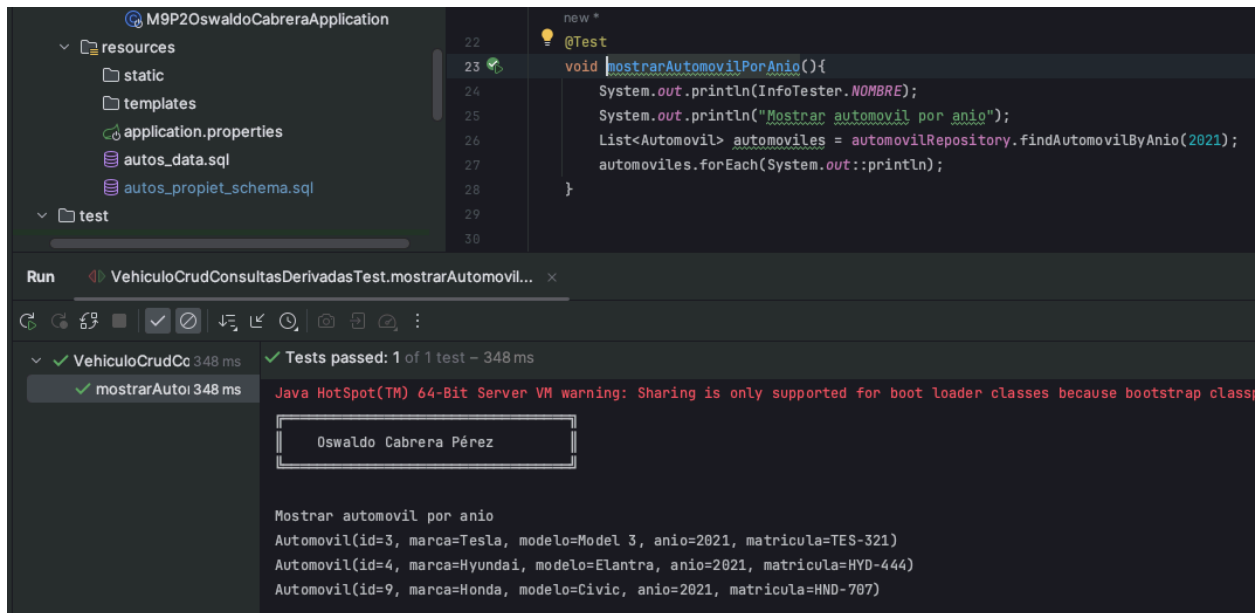 M9P2OswaldoCabreraApplication
resources
static
templates
application.properties
autos_data.sql
autos_propiet_schema.sql
test
new *
22 @Test
23 void mostrarAutomovilPorAnio(){
24 System.out.println(InfoTester.NOMBRE);
25 System.out.println("Mostrar automovil por anio");
26 List<Automovil> automoviles = automovilRepository.findAutomovilByAnio(2021);
27 automoviles.forEach(System.out::println);
28 }
29
30
Run VehiculoCrudConsultasDerivadasTest.mostrarAutomovil... ×
VehiculoCrudCc 348 ms
mostrarAutor 348 ms
Tests passed: 1 of 1 test – 348 ms
Java HotSpot(TM) 64-Bit Server VM warning: Sharing is only supported for boot loader classes because bootstrap classp
Oswaldo Cabrera Pérez
Mostrar automovil por anio
Automovil(id=3, marca=Tesla, modelo=Model 3, anio=2021, matricula=TES-321)
Automovil(id=4, marca=Hyundai, modelo=Elantra, anio=2021, matricula=HYD-444)
Automovil(id=9, marca=Honda, modelo=Civic, anio=2021, matricula=HND-707)